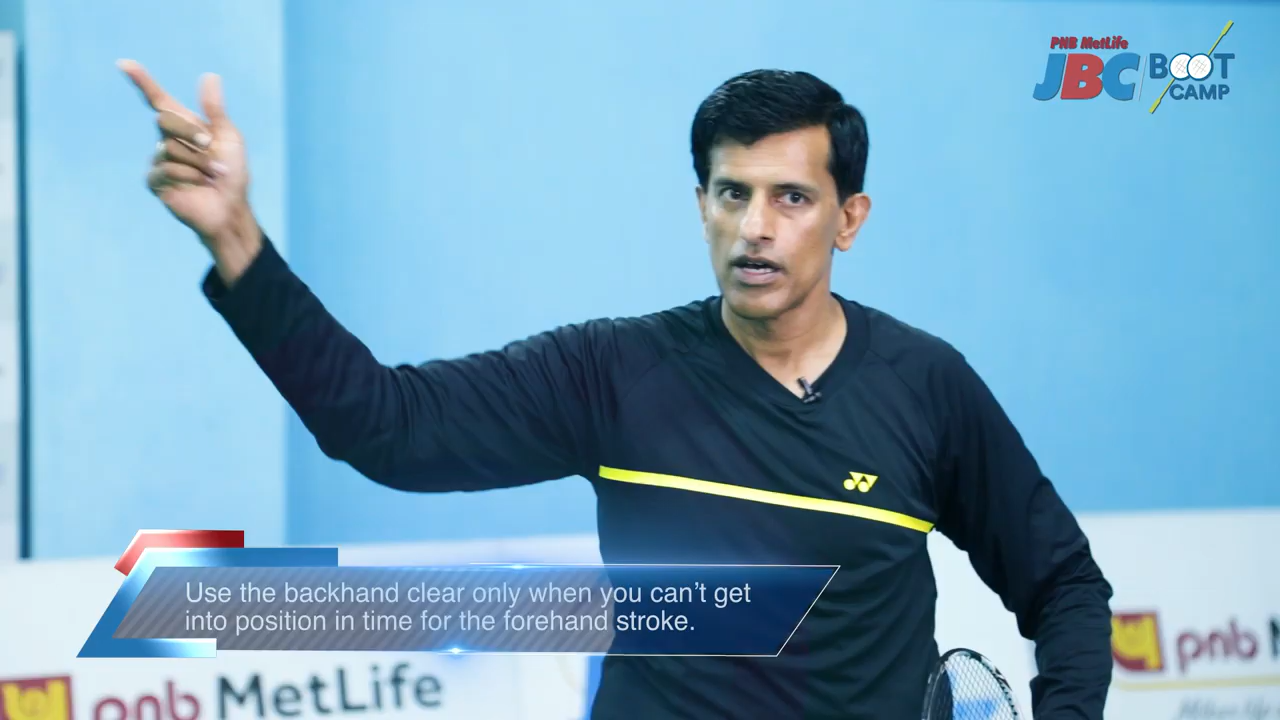 PNB MetLife
JBC BOOT
CAMP
Use the backhand clear only when you can't get
into position in time for the forehand stroke.
pnb MetLife
pnb